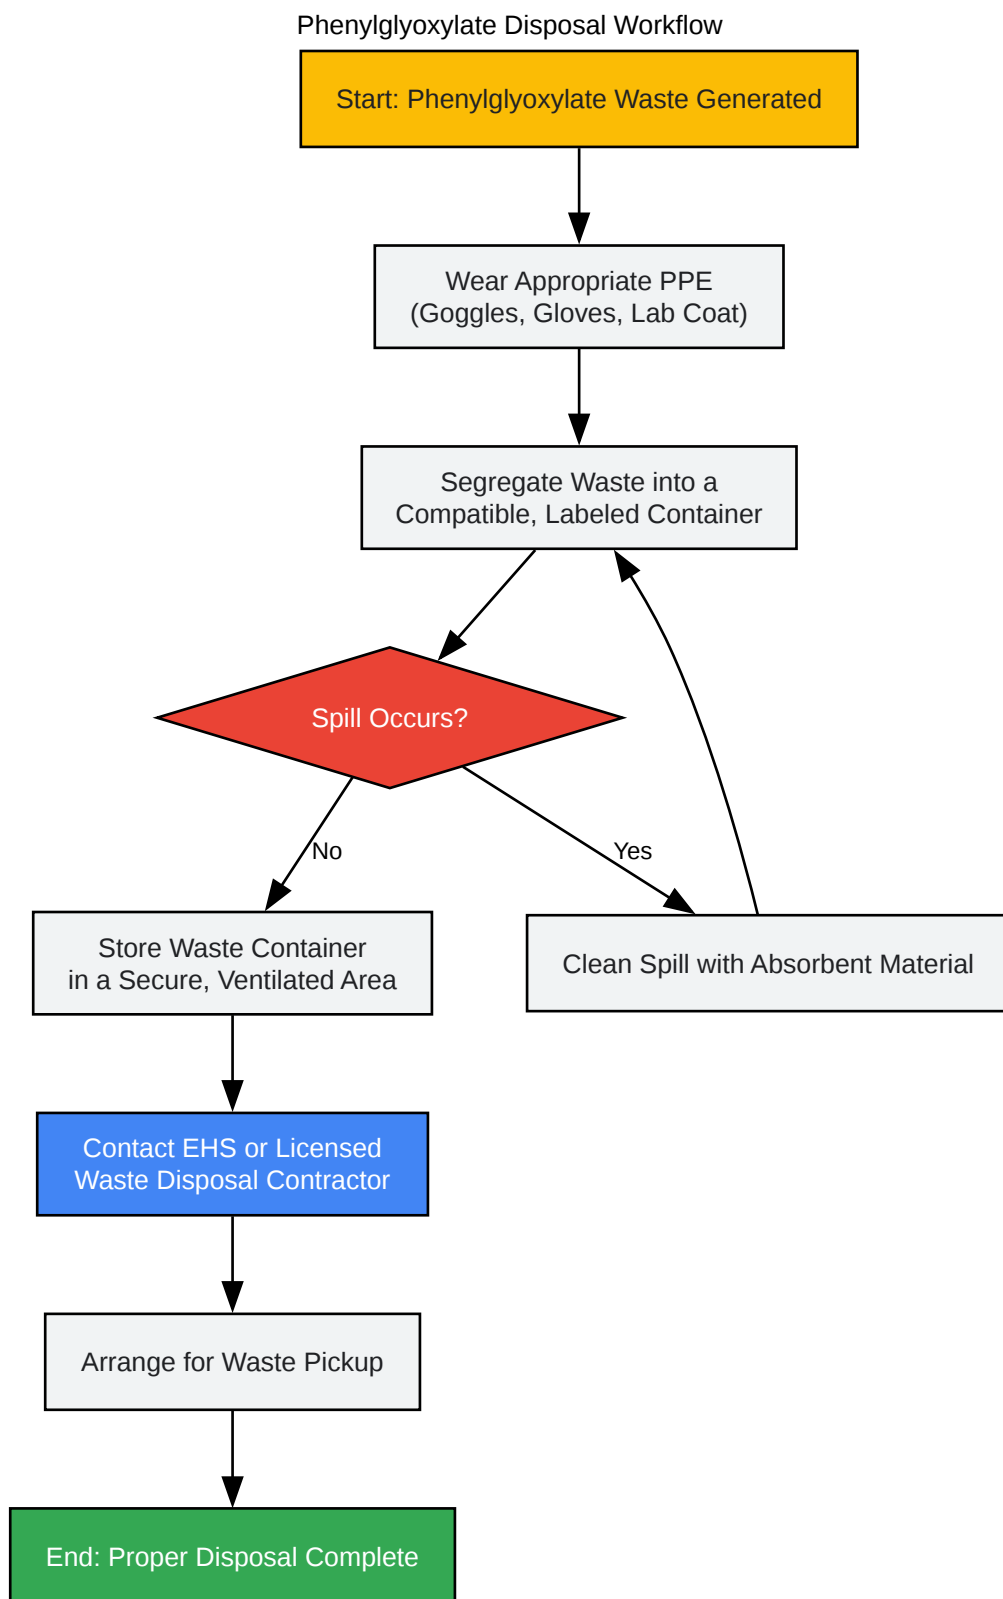 Phenylglyoxylate Disposal Workflow
Start: Phenylglyoxylate Waste Generated
Wear Appropriate PPE
(Goggles, Gloves, Lab Coat)
Segregate Waste into a
Compatible, Labeled Container
Spill Occurs?
No
Yes
Store Waste Container
in a Secure, Ventilated Area
Clean Spill with Absorbent Material
Contact EHS or Licensed
Waste Disposal Contractor
Arrange for Waste Pickup
End: Proper Disposal Complete